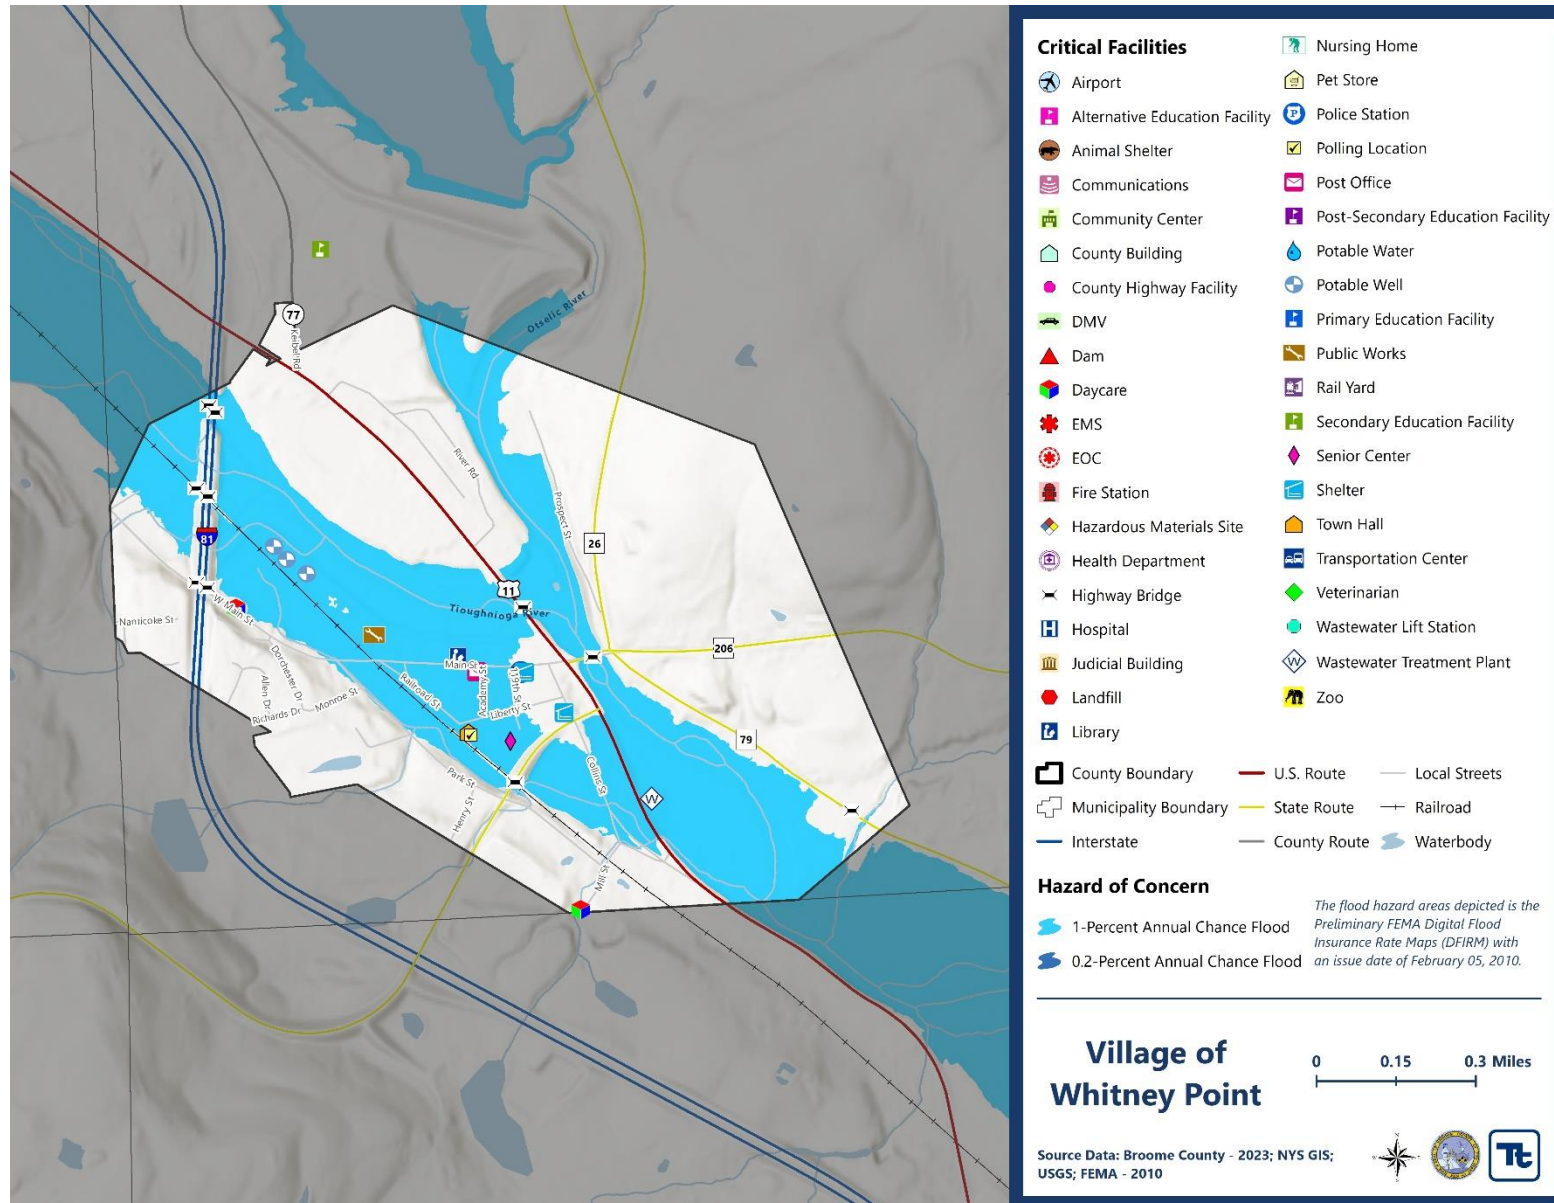 Otselic River
77
Keibel Rd
River Rd
Prospect St
26
81
11
Tioughnioga River
W Main St
Nanticoke St
206
Main St
Academy St
119th St
Dorchester Dr
Allen Dr
Richards Dr
Monroe St
Railroad St
Liberty St
79
Collins St
W
Park St
Henry St
Mill St
Critical Facilities
Airport
Alternative Education Facility
Animal Shelter
Communications
Community Center
County Building
County Highway Facility
DMV
Dam
Daycare
EMS
EOC
Fire Station
Hazardous Materials Site
Health Department
Highway Bridge
Hospital
Judicial Building
Landfill
Library
Nursing Home
Pet Store
Police Station
Polling Location
Post Office
Post-Secondary Education Facility
Potable Water
Potable Well
Primary Education Facility
Public Works
Rail Yard
Secondary Education Facility
Senior Center
Shelter
Town Hall
Transportation Center
Veterinarian
Wastewater Lift Station
Wastewater Treatment Plant
Zoo
County Boundary
Municipality Boundary
Interstate
U.S. Route
State Route
County Route
Local Streets
Railroad
Waterbody
Hazard of Concern
1-Percent Annual Chance Flood
0.2-Percent Annual Chance Flood
The flood hazard areas depicted is the
Preliminary FEMA Digital Flood
Insurance Rate Maps (DFIRM) with
an issue date of February 05, 2010.
Village of
Whitney Point
0 0.15 0.3 Miles
Source Data: Broome County - 2023; NYS GIS;
USGS; FEMA - 2010
Tt